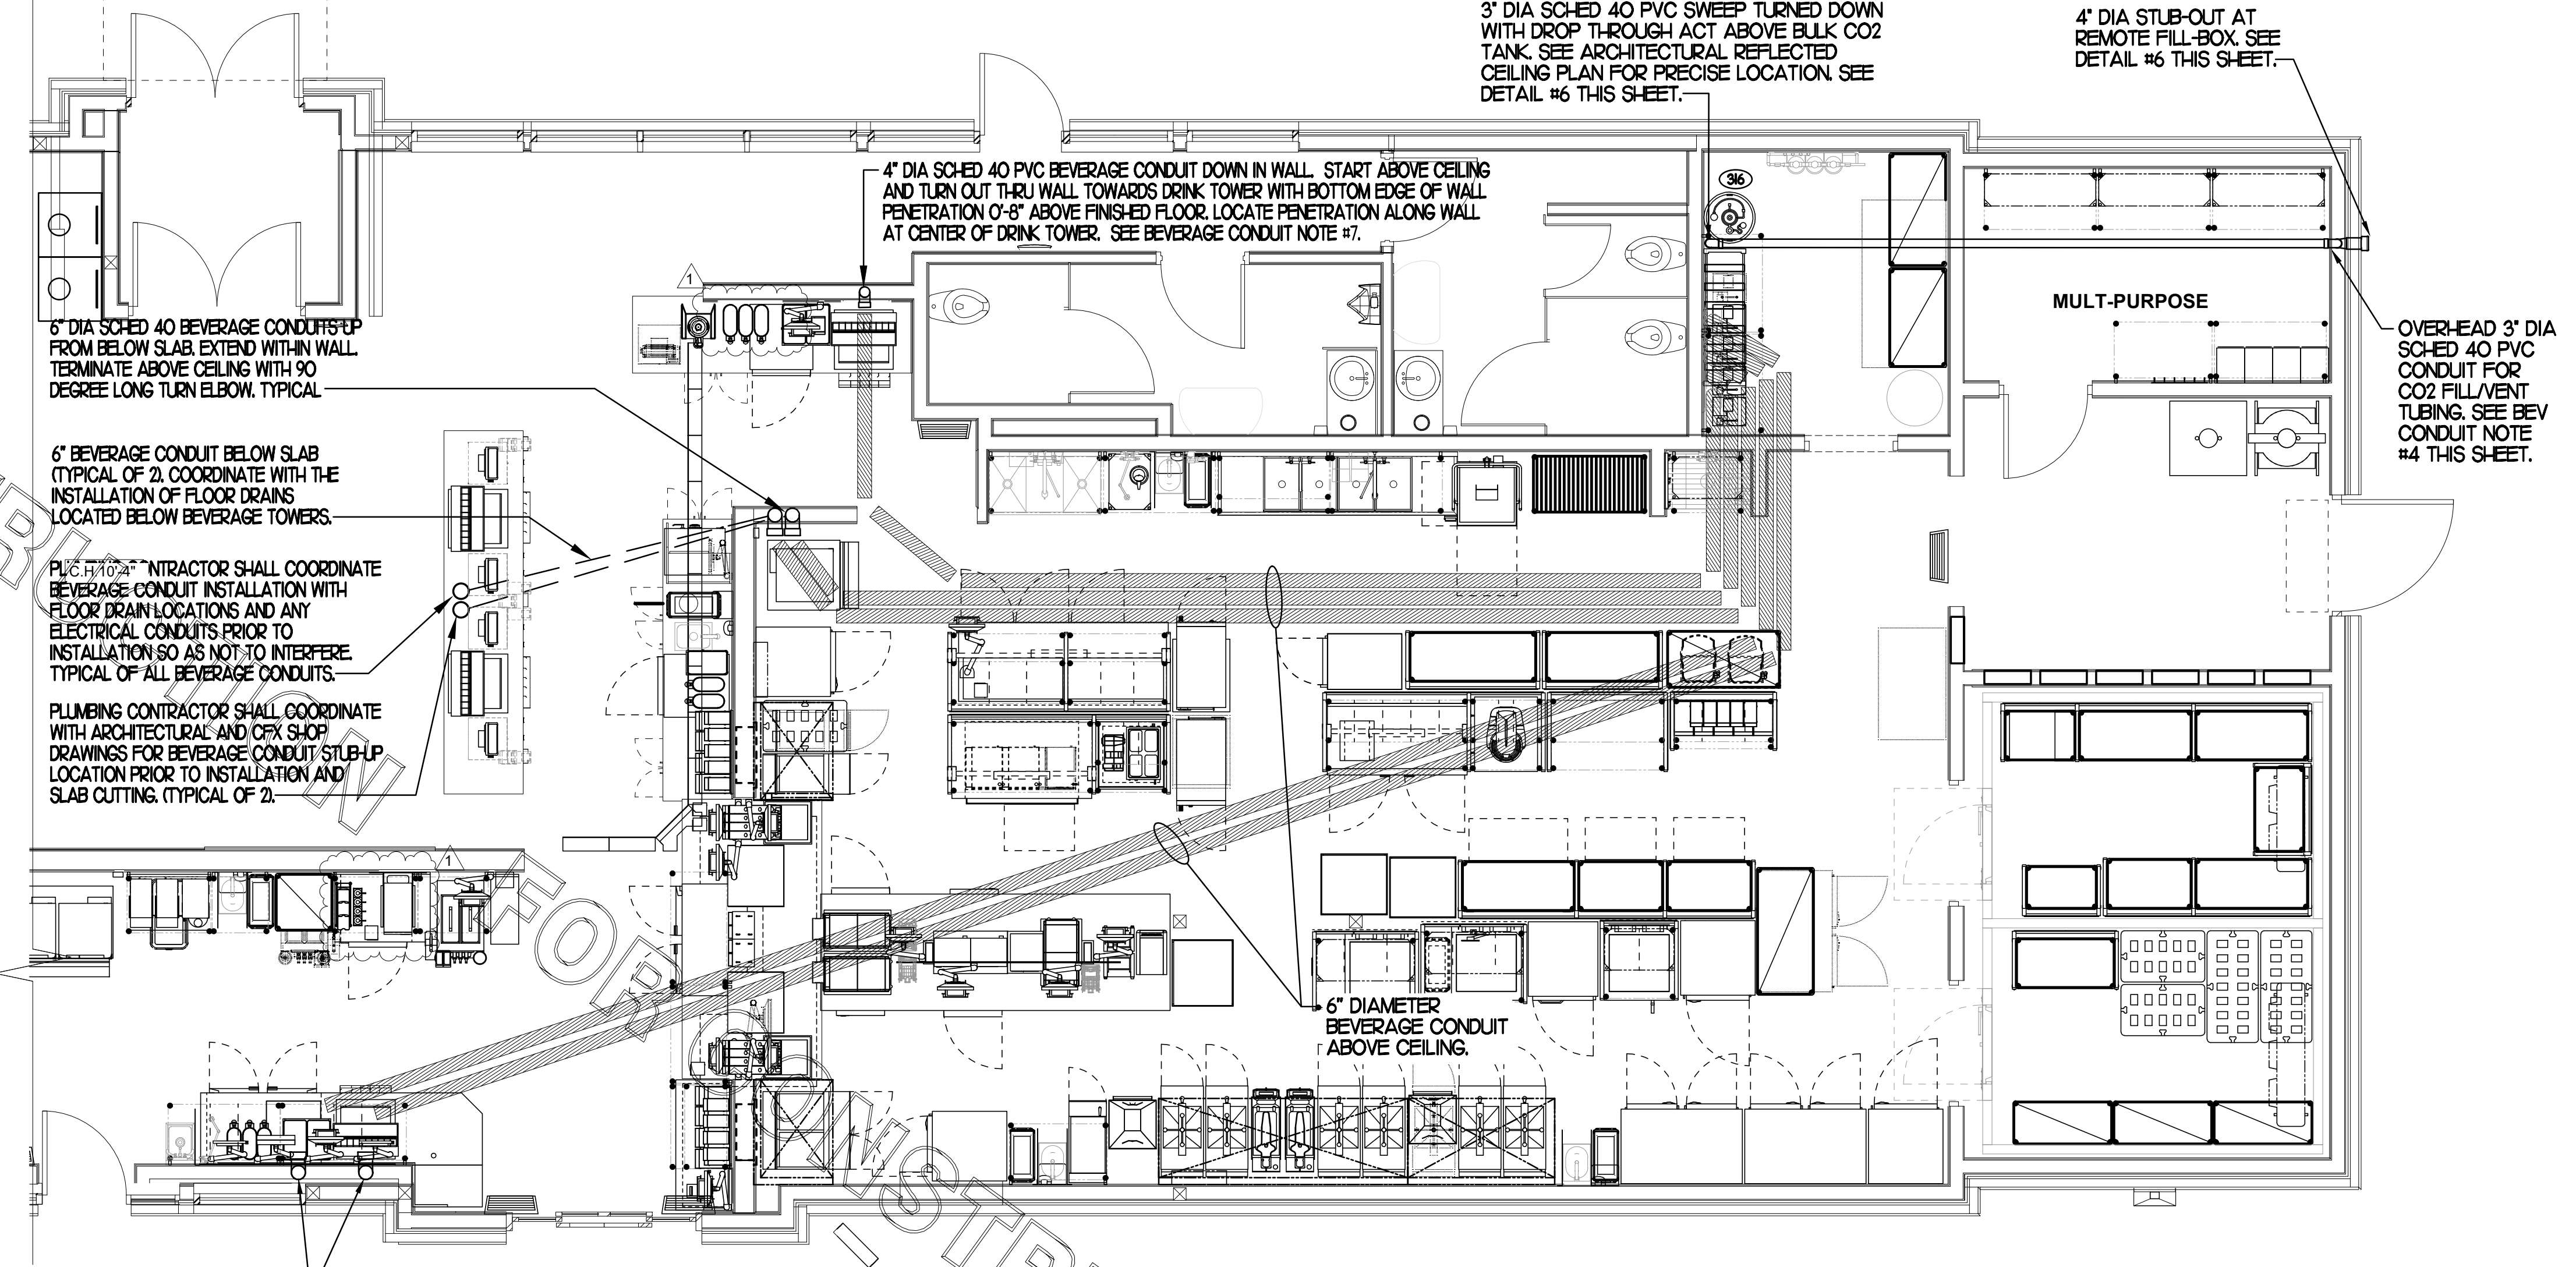 3" DIA SCHED 40 PVC SWEEP TURNED DOWN
WITH DROP THROUGH ACT ABOVE BULK CO2
TANK. SEE ARCHITECTURAL REFLECTED
CEILING PLAN FOR PRECISE LOCATION. SEE
DETAIL #6 THIS SHEET.
4" DIA STUB-OUT AT
REMOTE FILL-BOX. SEE
DETAIL #6 THIS SHEET.
4" DIA SCHED 40 PVC BEVERAGE CONDUIT DOWN IN WALL. START ABOVE CEILING
AND TURN OUT THRU WALL TOWARDS DRINK TOWER WITH BOTTOM EDGE OF WALL
PENETRATION 0'-8" ABOVE FINISHED FLOOR. LOCATE PENETRATION ALONG WALL
AT CENTER OF DRINK TOWER. SEE BEVERAGE CONDUIT NOTE #7.
316
1
MULT-PURPOSE
6" DIA SCHED 40 BEVERAGE CONDUITS UP
FROM BELOW SLAB. EXTEND WITHIN WALL.
TERMINATE ABOVE CEILING WITH 90
DEGREE LONG TURN ELBOW. TYPICAL
OVERHEAD 3" DIA
SCHED 40 PVC
CONDUIT FOR
CO2 FILL/VENT
TUBING. SEE BEV
CONDUIT NOTE
#4 THIS SHEET.
6" BEVERAGE CONDUIT BELOW SLAB
(TYPICAL OF 2). COORDINATE WITH THE
INSTALLATION OF FLOOR DRAINS
LOCATED BELOW BEVERAGE TOWERS.
C.H. 10'-4"
CONTRACTOR SHALL COORDINATE
BEVERAGE CONDUIT INSTALLATION WITH
FLOOR DRAIN LOCATIONS AND ANY
ELECTRICAL CONDUITS PRIOR TO
INSTALLATION SO AS NOT TO INTERFERE.
TYPICAL OF ALL BEVERAGE CONDUITS.
PLUMBING CONTRACTOR SHALL COORDINATE
WITH ARCHITECTURAL AND CFX SHOP
DRAWINGS FOR BEVERAGE CONDUIT STUB-UP
LOCATION PRIOR TO INSTALLATION AND
SLAB CUTTING. (TYPICAL OF 2).
1
6" DIAMETER
BEVERAGE CONDUIT
ABOVE CEILING.
RUCTION
FOR CONSTR